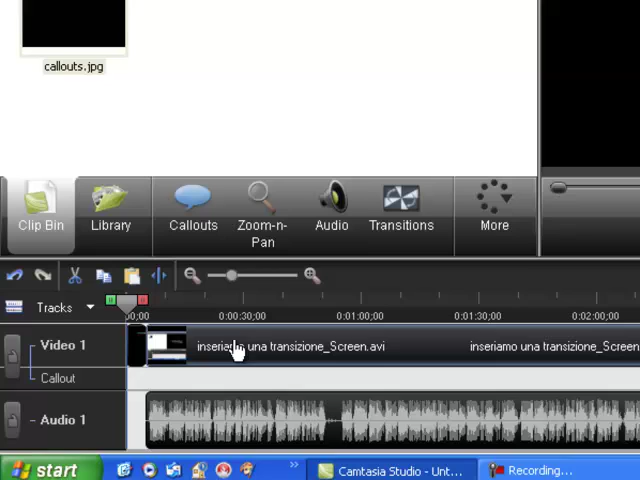 callouts.jpg
Clip Bin
Library
Callouts
Zoom-n-
Pan
Audio
Transitions
More
Tracks
00;00
0:00:30;00
0:01:00;00
0:01:30;00
0:02:00;00
Video 1
inseriamo una transizione_Screen.avi
inseriamo una transizione_Screen
Callout
Audio 1
start
Camtasia Studio - Unt...
Recording...